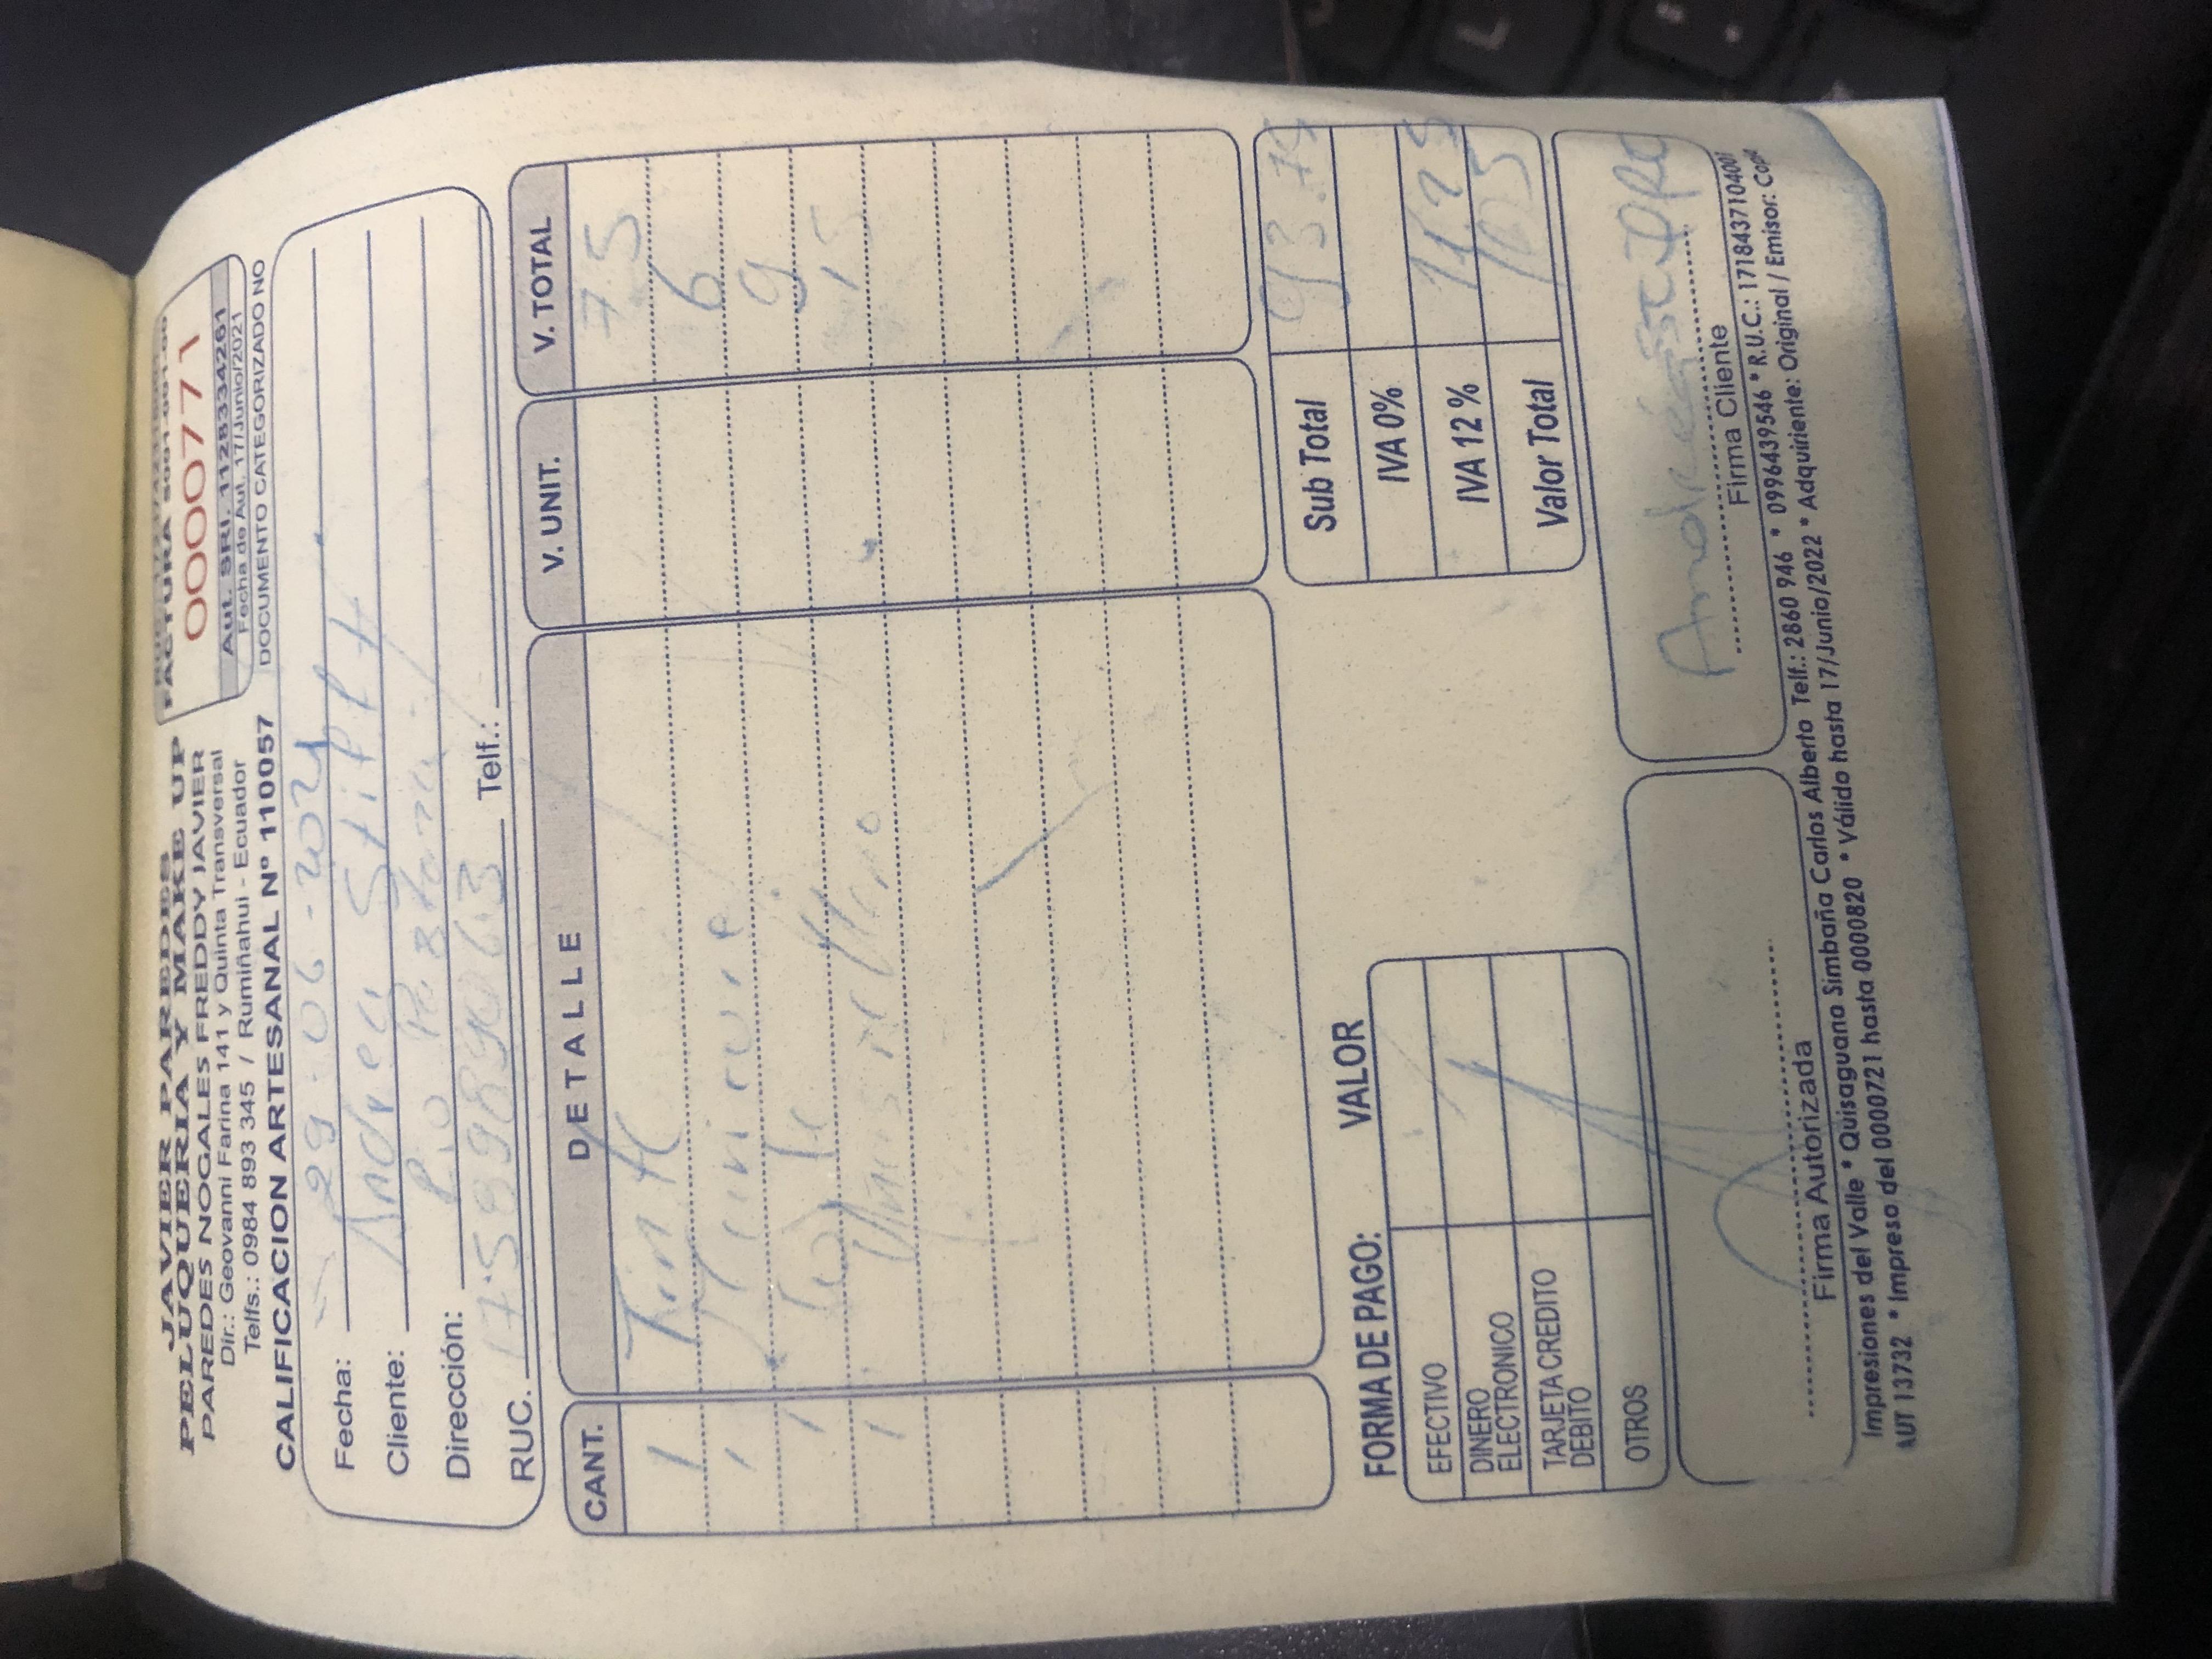 JAVIER PAREDES
PELUQUERIA Y MAKE UP
PAREDES NOGALES FREDDY JAVIER
Dir.: Geovanni Farina 141 y Quinta Transversal
Telfs.: 0984 893 345 / Rumiñahui - Ecuador
CALIFICACION ARTESANAL Nº 110057
FACTURA S001-001-00
0000771
Aut. SRI. 1128334261
Fecha de Aut. 17/Junio/2021
DOCUMENTO CATEGORIZADO NO
Fecha: 29-06-2021
Cliente: Andrea Stifft
Dirección: Rio Pastaza
RUC. Telf.:
CANT. DETALLE V. UNIT. V. TOTAL
1 Tinte 75
1 Manicure 6
1 9
1 Uñas relleno 15
Sub Total 93.75
IVA 0%
IVA 12 % 11.25
Valor Total 105
FORMA DE PAGO: VALOR
EFECTIVO
DINERO
ELECTRONICO
TARJETA CREDITO
DEBITO
OTROS
Firma Autorizada
Firma Cliente
Impresiones del Valle * Quisaguano Simbaña Carlos Alberto Telf.: 2860 946 * 0996439546 * R.U.C.: 1718437104001
AUT 13732 * Impreso del 0000721 hasta 0000820 * Válido hasta 17/Junio/2022 * Adquiriente: Original / Emisor: Copia